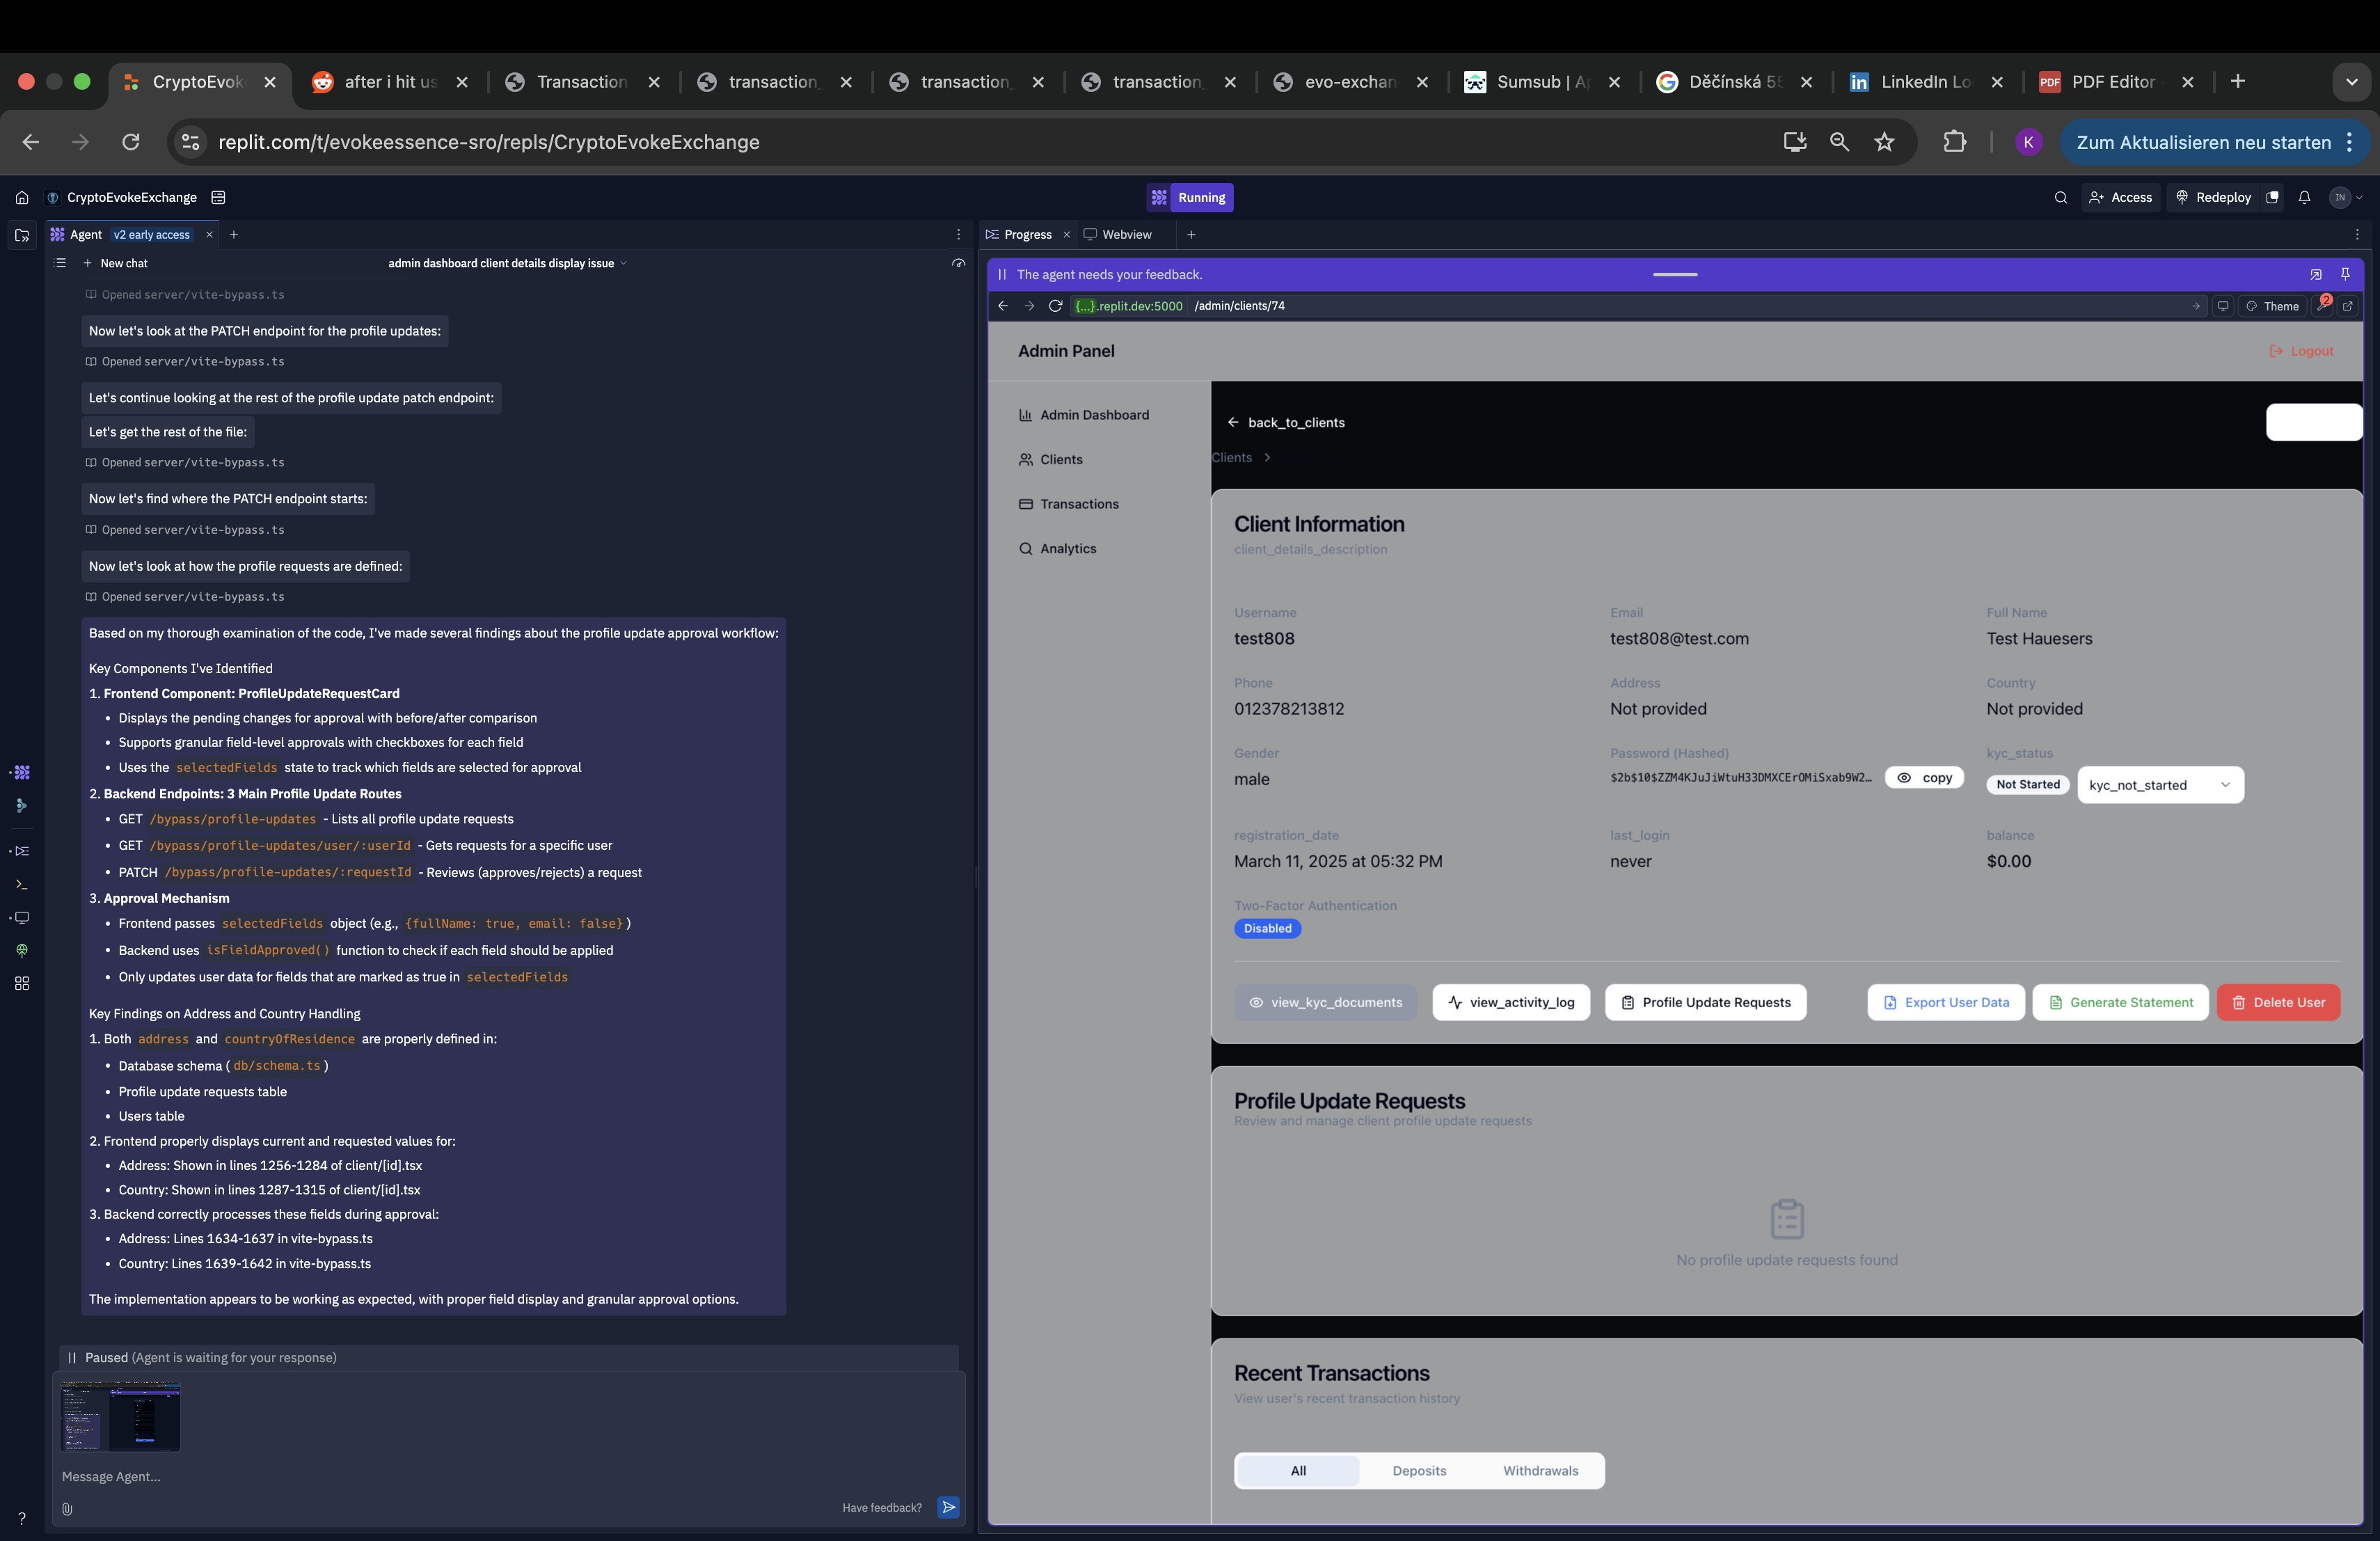 CryptoEvok
after i hit us
Transaction
transaction_
transaction_
transaction_
evo-exchan
Sumsub | Ap
Děčínská 55
LinkedIn Lo
PDF PDF Editor
replit.com/t/evokeessence-sro/repls/CryptoEvokeExchange
K
Zum Aktualisieren neu starten
CryptoEvokeExchange
Running
Access
Redeploy
IN
Agent v2 early access
New chat
admin dashboard client details display issue
Opened server/vite-bypass.ts
Now let's look at the PATCH endpoint for the profile updates:
Opened server/vite-bypass.ts
Let's continue looking at the rest of the profile update patch endpoint:
Let's get the rest of the file:
Opened server/vite-bypass.ts
Now let's find where the PATCH endpoint starts:
Opened server/vite-bypass.ts
Now let's look at how the profile requests are defined:
Opened server/vite-bypass.ts
Based on my thorough examination of the code, I've made several findings about the profile update approval workflow:
Key Components I've Identified
1. Frontend Component: ProfileUpdateRequestCard
• Displays the pending changes for approval with before/after comparison
• Supports granular field-level approvals with checkboxes for each field
• Uses the selectedFields state to track which fields are selected for approval
2. Backend Endpoints: 3 Main Profile Update Routes
• GET /bypass/profile-updates - Lists all profile update requests
• GET /bypass/profile-updates/user/:userId - Gets requests for a specific user
• PATCH /bypass/profile-updates/:requestId - Reviews (approves/rejects) a request
3. Approval Mechanism
• Frontend passes selectedFields object (e.g., {fullName: true, email: false})
• Backend uses isFieldApproved() function to check if each field should be applied
• Only updates user data for fields that are marked as true in selectedFields
Key Findings on Address and Country Handling
1. Both address and countryOfResidence are properly defined in:
• Database schema (db/schema.ts)
• Profile update requests table
• Users table
2. Frontend properly displays current and requested values for:
• Address: Shown in lines 1256-1284 of client/[id].tsx
• Country: Shown in lines 1287-1315 of client/[id].tsx
3. Backend correctly processes these fields during approval:
• Address: Lines 1634-1637 in vite-bypass.ts
• Country: Lines 1639-1642 in vite-bypass.ts
The implementation appears to be working as expected, with proper field display and granular approval options.
Paused (Agent is waiting for your response)
Message Agent...
Have feedback?
?
Progress
Webview
The agent needs your feedback.
{...}.replit.dev:5000 /admin/clients/74
Theme
2
Admin Panel
Logout
Admin Dashboard
Clients
Transactions
Analytics
back_to_clients
Clients
Client Information
client_details_description
Username
Email
Full Name
test808
test808@test.com
Test Hauesers
Phone
Address
Country
012378213812
Not provided
Not provided
Gender
Password (Hashed)
kyc_status
male
$2b$10$ZZM4KJuJiWtuH33DMXCErOMiSxab9W2…
copy
Not Started
kyc_not_started
registration_date
last_login
balance
March 11, 2025 at 05:32 PM
never
$0.00
Two-Factor Authentication
Disabled
view_kyc_documents
view_activity_log
Profile Update Requests
Export User Data
Generate Statement
Delete User
Profile Update Requests
Review and manage client profile update requests
No profile update requests found
Recent Transactions
View user's recent transaction history
All
Deposits
Withdrawals